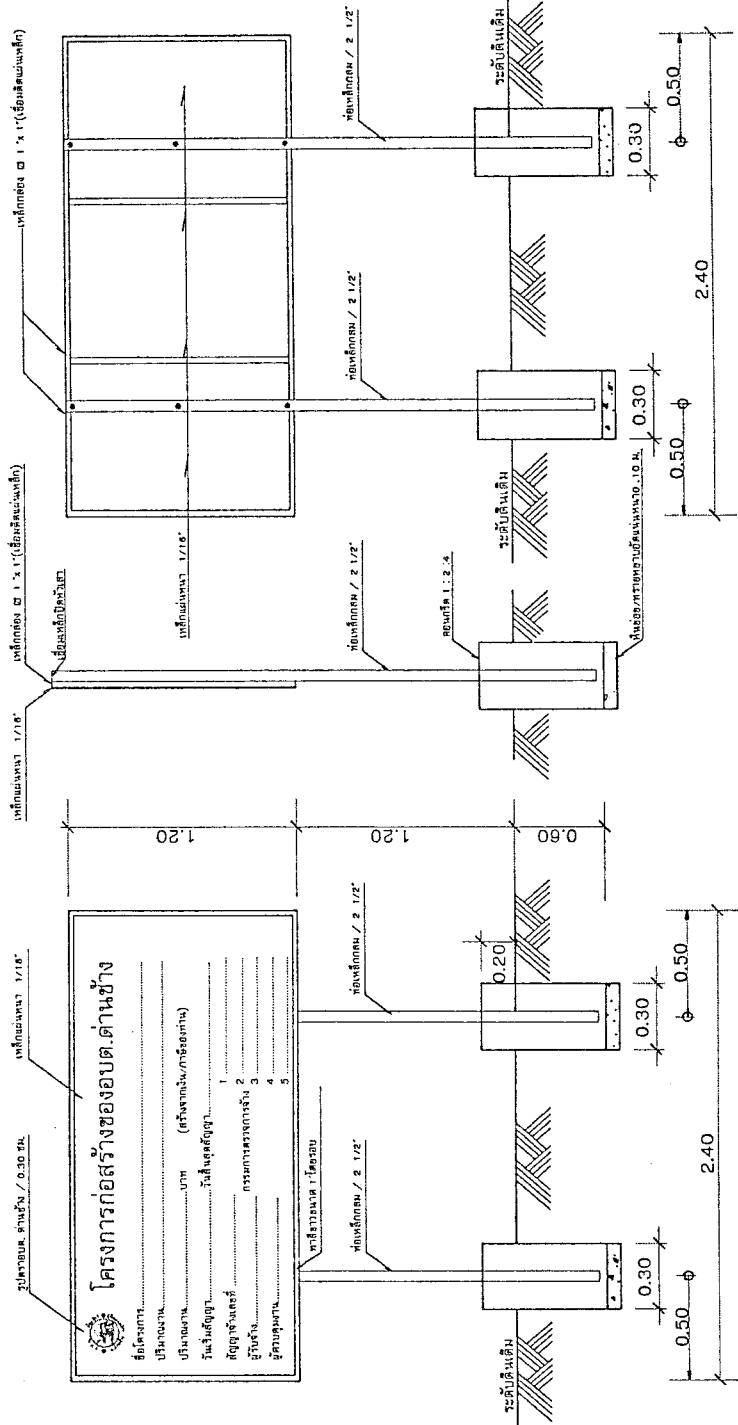 รูปตราอบต. ด่านช้าง / 0.30 ซม.
เหล็กแผ่นหนา 1/16"
โครงการก่อสร้างของอบต.ด่านช้าง
ชื่อโครงการ
ปริมาณงาน
ปริมาณงาน บาท (สร้างจากเงิน/ภาษีของท่าน)
วันเริ่มสัญญา วันสิ้นสุดสัญญา
สัญญาจ้างเลขที่ 1
กรรมการตรวจการจ้าง 2
ผู้รับจ้าง 3
4
ผู้ควบคุมงาน 5
ทาสีขาวขนาด 1"โดยรอบ
ท่อเหล็กกลม / 2 1/2"
ท่อเหล็กกลม / 2 1/2"
ระดับดินเดิม
0.20
0.30
0.30
0.50
0.50
2.40
1.20
1.20
0.60
เหล็กแผ่นหนา 1/16"
เหล็กกล่อง 1"x 1"(เชื่อมติดแผ่นเหล็ก)
เชื่อมเหล็กปิดหัวเสา
ท่อเหล็กกลม / 2 1/2"
คอนกรีต 1 : 2 :4
หินย่อย/ทรายหยาบอัดแน่นหนา0.10 ม.
เหล็กกล่อง 1"x 1"(เชื่อมติดแผ่นเหล็ก)
เหล็กแผ่นหนา 1/16"
ท่อเหล็กกลม / 2 1/2"
ท่อเหล็กกลม / 2 1/2"
ระดับดินเดิม
ระดับดินเดิม
0.30
0.30
0.50
0.50
2.40